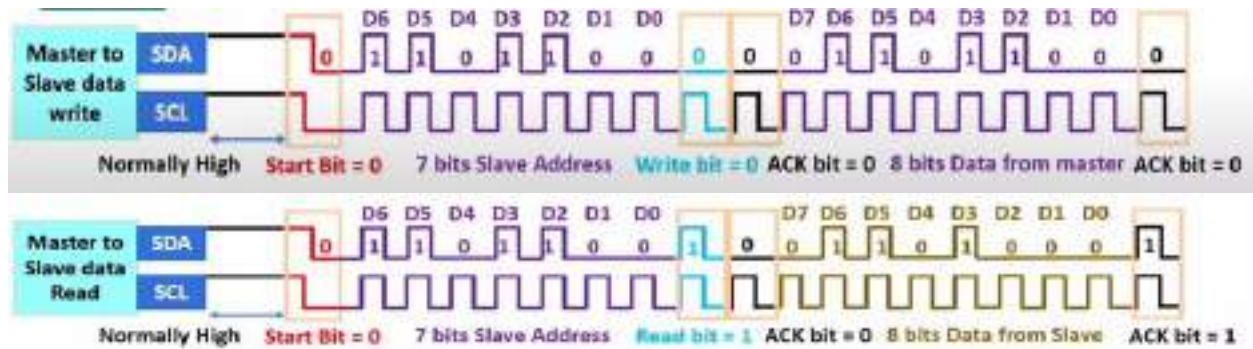 D6 D5 D4 D3 D2 D1 D0 D7 D6 D5 D4 D3 D2 D1 D0
Master to
Slave data
write
SDA
0 1 1 0 1 1 0 0 0 0 0 1 1 0 1 1 0 0 0
SCL
Normally High Start Bit = 0 7 bits Slave Address Write bit = 0 ACK bit = 0 8 bits Data from master ACK bit = 0
D6 D5 D4 D3 D2 D1 D0 D7 D6 D5 D4 D3 D2 D1 D0
Master to
Slave data
Read
SDA
0 1 1 0 1 1 0 0 1 0 0 1 1 0 1 0 0 0 1
SCL
Normally High Start Bit = 0 7 bits Slave Address Read bit = 1 ACK bit = 0 8 bits Data from Slave ACK bit = 1